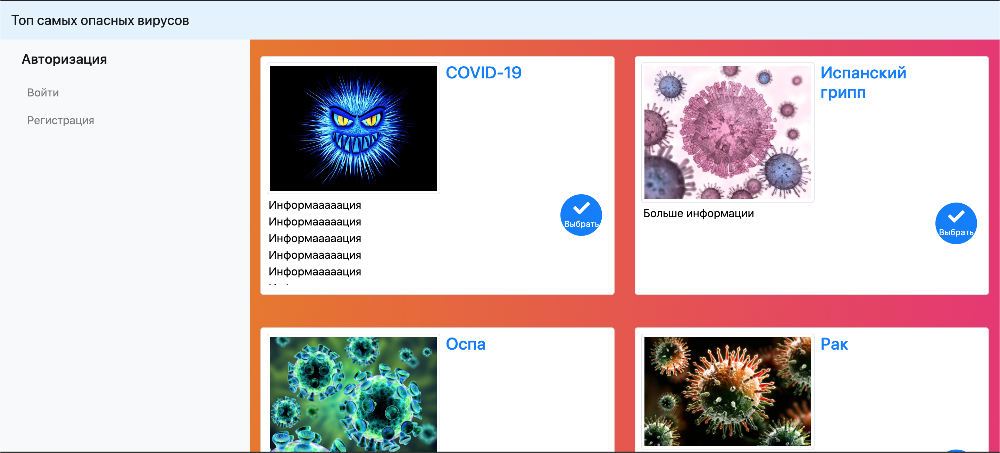 Топ самых опасных вирусов
Авторизация
Войти
Регистрация
COVID-19
Информааааация
Информааааация
Информааааация
Информааааация
Информааааация
Выбрать
Испанский
грипп
Больше информации
Выбрать
Оспа
Рак